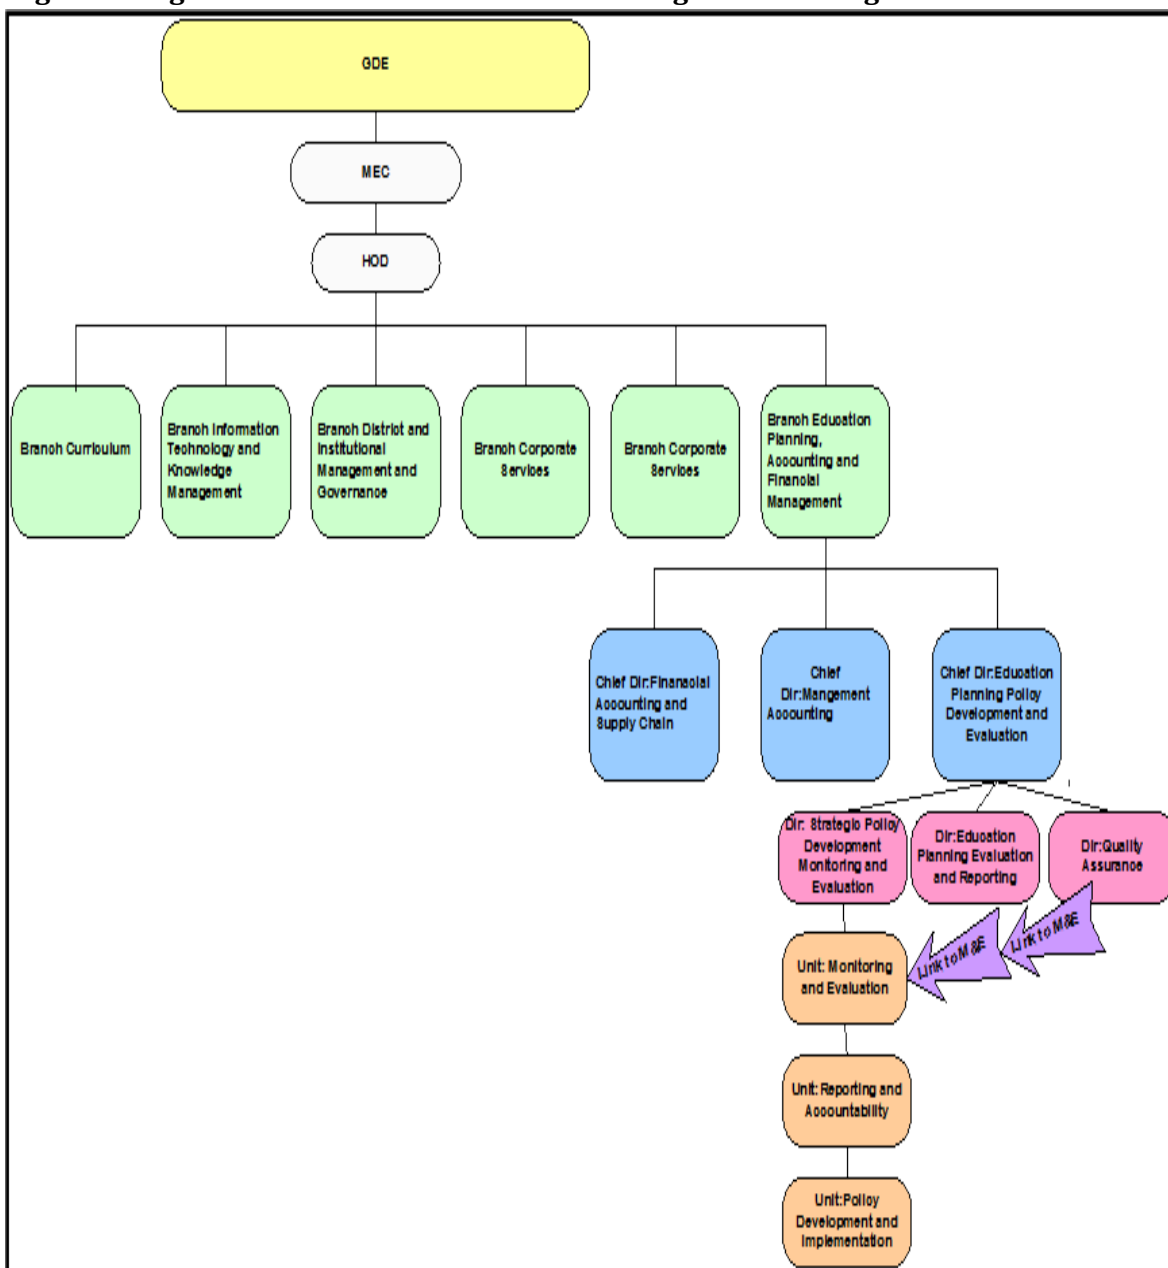 GDE
MEC
HOD
Branch Curriculum
Branch Information
Technology and
Knowledge
Management
Branch District and
Institutional
Management and
Governance
Branch Corporate
Services
Branch Corporate
Services
Branch Education
Planning,
Accounting and
Financial
Management
Chief Dir:Finanacial
Accounting and
Supply Chain
Chief
Dir:Mangement
Accounting
Chief Dir:Education
Planning Policy
Development and
Evaluation
Dir: Strategic Policy
Development
Monitoring and
Evaluation
Dir:Education
Planning Evaluation
and Reporting
Dir:Quality
Assurance
Link to M&E
Link to M&E
Unit: Monitoring
and Evaluation
Unit: Reporting and
Accountability
Unit:Policy
Development and
Implementation